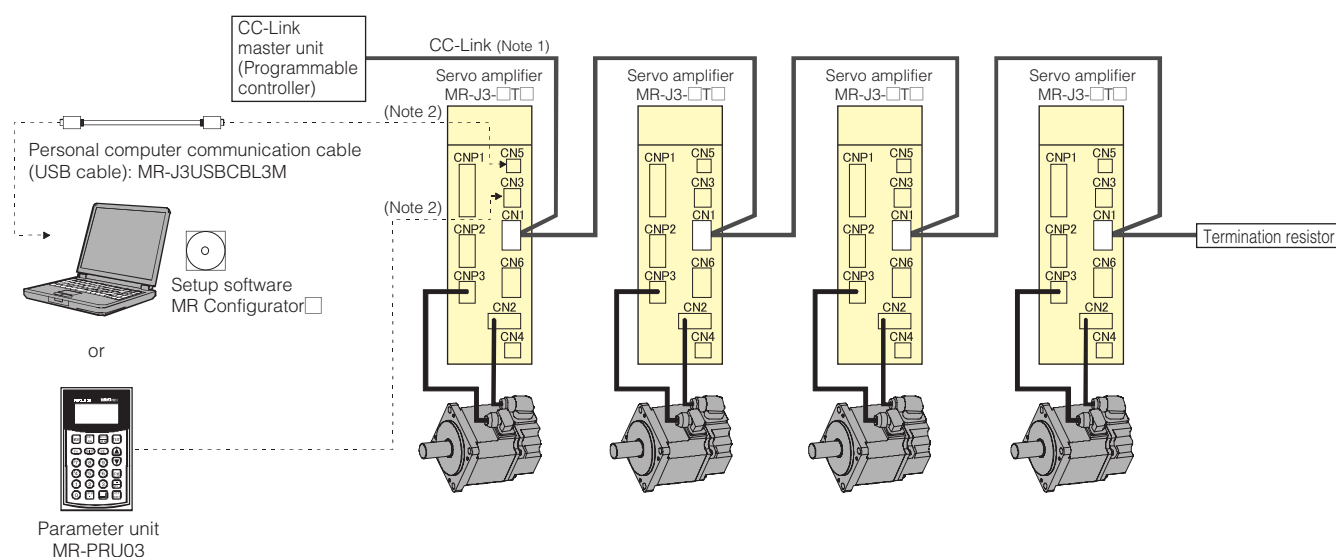 CC-Link
master unit
(Programmable
controller)
CC-Link (Note 1)
Servo amplifier
MR-J3-□T□
Servo amplifier
MR-J3-□T□
Servo amplifier
MR-J3-□T□
Servo amplifier
MR-J3-□T□
(Note 2)
Personal computer communication cable
(USB cable): MR-J3USBCBL3M
(Note 2)
CNP1
CN5
CN3
CN1
CNP2
CN6
CNP3
CN2
CN4
CNP1
CN5
CN3
CN1
CNP2
CN6
CNP3
CN2
CN4
CNP1
CN5
CN3
CN1
CNP2
CN6
CNP3
CN2
CN4
CNP1
CN5
CN3
CN1
CNP2
CN6
CNP3
CN2
CN4
Termination resistor
Setup software
MR Configurator□
or
Parameter unit
MR-PRU03